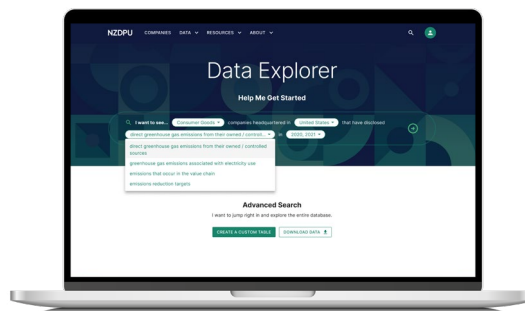 NZDPU COMPANIES DATA RESOURCES ABOUT
Data Explorer
Help Me Get Started
I want to see... Consumer Goods companies headquartered in United States that have disclosed
direct greenhouse gas emissions from their owned / controll... in 2022, 2021
direct greenhouse gas emissions from their owned / controlled
sources
greenhouse gas emissions associated with electricity use
emissions that occur in the value chain
emissions reduction targets
Advanced Search
I want to jump right in and explore the entire database.
CREATE A CUSTOM TABLE DOWNLOAD DATA